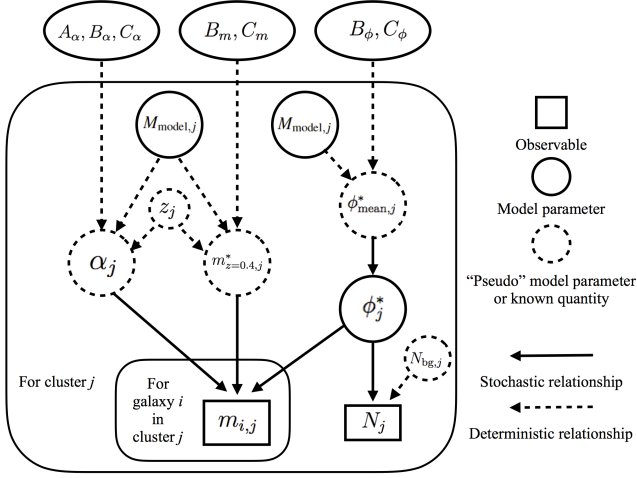 A_α, B_α, C_α
B_m, C_m
B_ϕ, C_ϕ
M_model,j
M_model,j
z_j
ϕ*_mean,j
α_j
m*_z=0.4,j
ϕ*_j
N_bg,j
For cluster j
For
galaxy i
in
cluster j
m_i,j
N_j
Observable
Model parameter
“Pseudo” model parameter
or known quantity
Stochastic relationship
Deterministic relationship